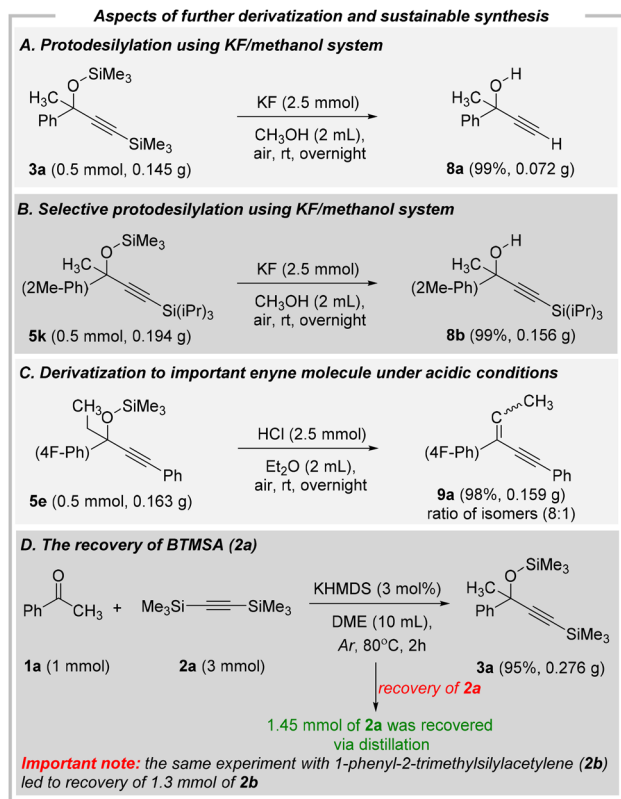 Aspects of further derivatization and sustainable synthesis
A. Protodesilylation using KF/methanol system
SiMe3
O
H3C
Ph
SiMe3
3a (0.5 mmol, 0.145 g)
KF (2.5 mmol)
CH3OH (2 mL),
air, rt, overnight
H
O
H3C
Ph
H
8a (99%, 0.072 g)
B. Selective protodesilylation using KF/methanol system
SiMe3
O
H3C
(2Me-Ph)
Si(iPr)3
5k (0.5 mmol, 0.194 g)
KF (2.5 mmol)
CH3OH (2 mL),
air, rt, overnight
H
O
H3C
(2Me-Ph)
Si(iPr)3
8b (99%, 0.156 g)
C. Derivatization to important enyne molecule under acidic conditions
CH3
O
SiMe3
(4F-Ph)
Ph
5e (0.5 mmol, 0.163 g)
HCl (2.5 mmol)
Et2O (2 mL),
air, rt, overnight
CH3
C
(4F-Ph)
Ph
9a (98%, 0.159 g)
ratio of isomers (8:1)
D. The recovery of BTMSA (2a)
O
Ph
CH3
+
Me3Si
SiMe3
1a (1 mmol)
2a (3 mmol)
KHMDS (3 mol%)
DME (10 mL),
Ar, 80°C, 2h
SiMe3
O
H3C
Ph
SiMe3
3a (95%, 0.276 g)
recovery of 2a
1.45 mmol of 2a was recovered
via distillation
Important note: the same experiment with 1-phenyl-2-trimethylsilylacetylene (2b)
led to recovery of 1.3 mmol of 2b